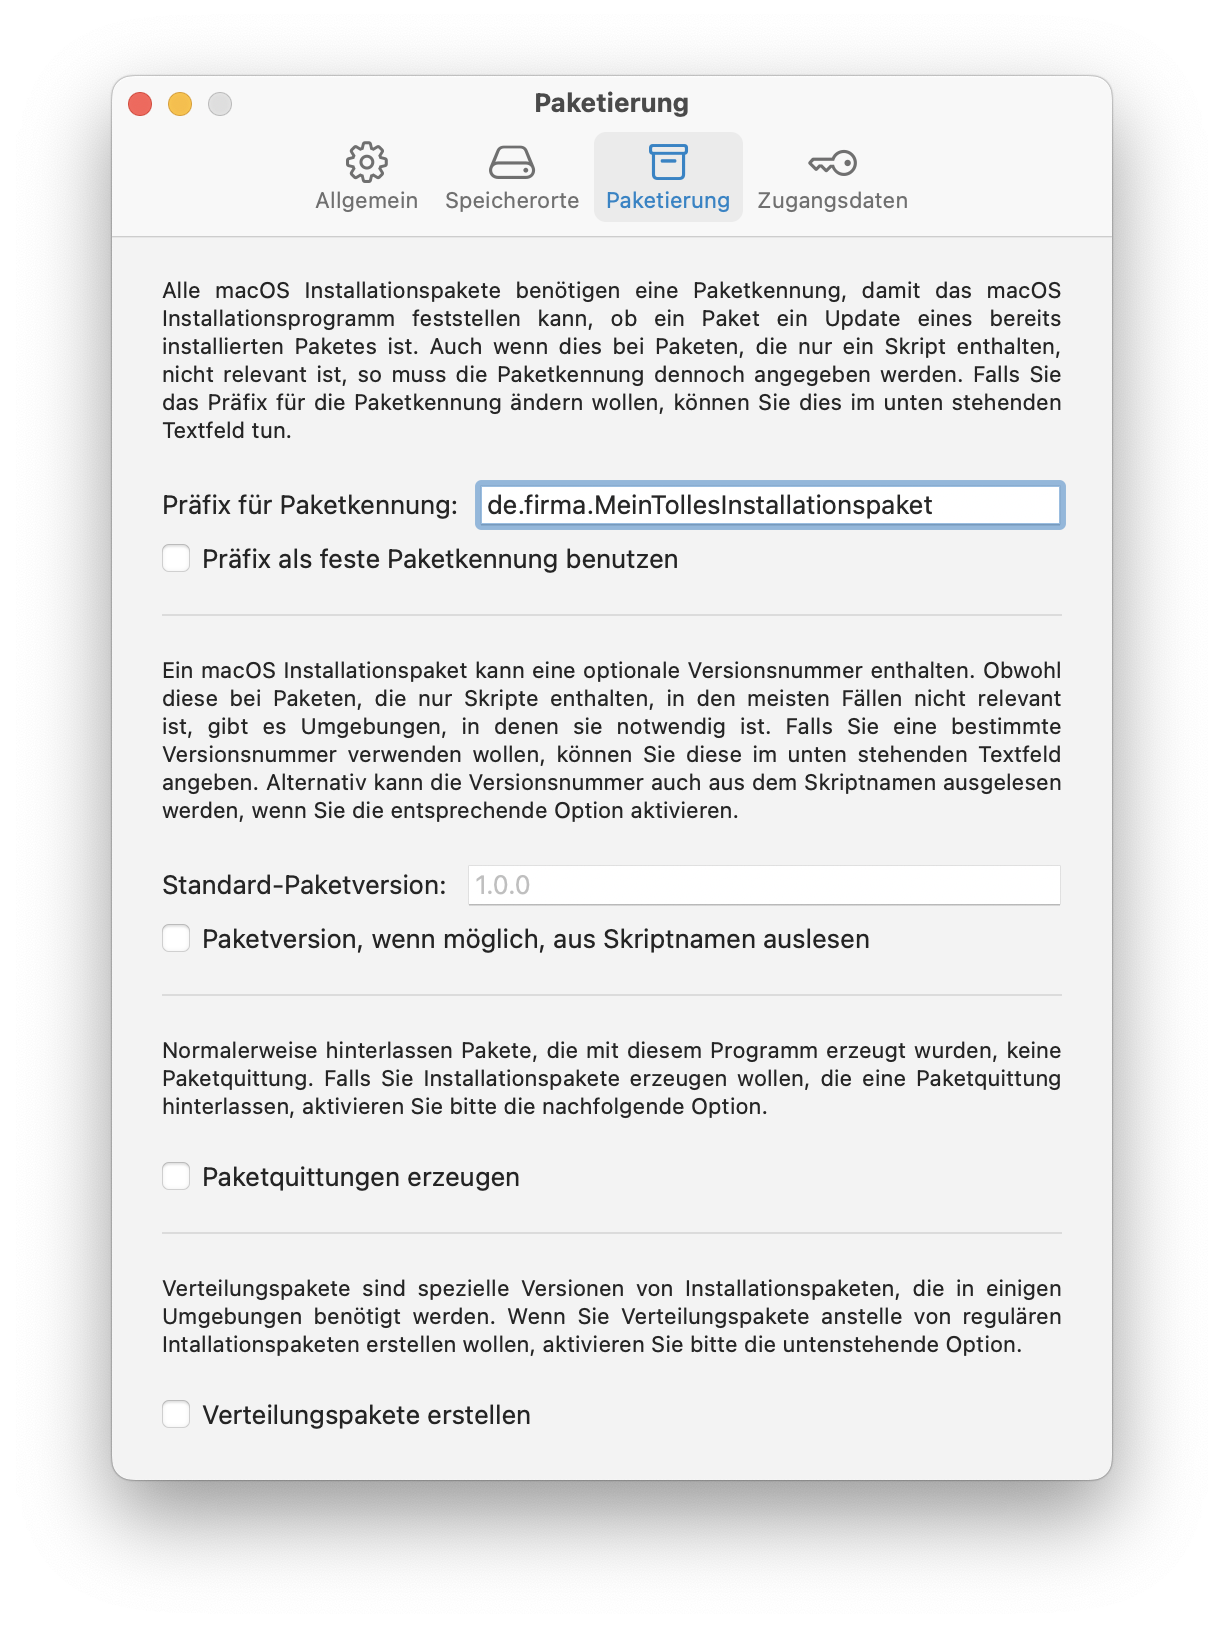 Paketierung
Allgemein
Speicherorte
Paketierung
Zugangsdaten
Alle macOS Installationspakete benötigen eine Paketkennung, damit das macOS
Installationsprogramm feststellen kann, ob ein Paket ein Update eines bereits
installierten Paketes ist. Auch wenn dies bei Paketen, die nur ein Skript enthalten,
nicht relevant ist, so muss die Paketkennung dennoch angegeben werden. Falls Sie
das Präfix für die Paketkennung ändern wollen, können Sie dies im unten stehenden
Textfeld tun.
Präfix für Paketkennung: de.firma.MeinTollesInstallationspaket
Präfix als feste Paketkennung benutzen
Ein macOS Installationspaket kann eine optionale Versionsnummer enthalten. Obwohl
diese bei Paketen, die nur Skripte enthalten, in den meisten Fällen nicht relevant
ist, gibt es Umgebungen, in denen sie notwendig ist. Falls Sie eine bestimmte
Versionsnummer verwenden wollen, können Sie diese im unten stehenden Textfeld
angeben. Alternativ kann die Versionsnummer auch aus dem Skriptnamen ausgelesen
werden, wenn Sie die entsprechende Option aktivieren.
Standard-Paketversion: 1.0.0
Paketversion, wenn möglich, aus Skriptnamen auslesen
Normalerweise hinterlassen Pakete, die mit diesem Programm erzeugt wurden, keine
Paketquittung. Falls Sie Installationspakete erzeugen wollen, die eine Paketquittung
hinterlassen, aktivieren Sie bitte die nachfolgende Option.
Paketquittungen erzeugen
Verteilungspakete sind spezielle Versionen von Installationspaketen, die in einigen
Umgebungen benötigt werden. Wenn Sie Verteilungspakete anstelle von regulären
Intallationspaketen erstellen wollen, aktivieren Sie bitte die untenstehende Option.
Verteilungspakete erstellen